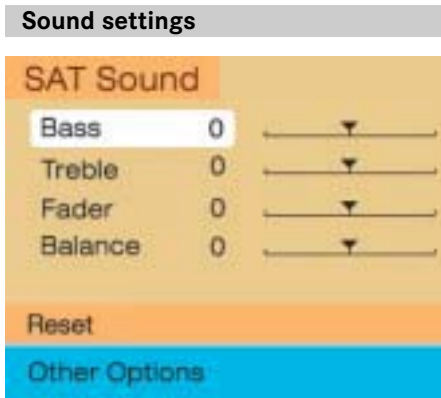 Sound settings
SAT Sound
Bass 0
Treble 0
Fader 0
Balance 0
Reset
Other Options